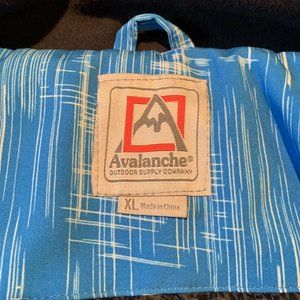 Avalanche®
OUTDOOR SUPPLY COMPANY
XL Made in China